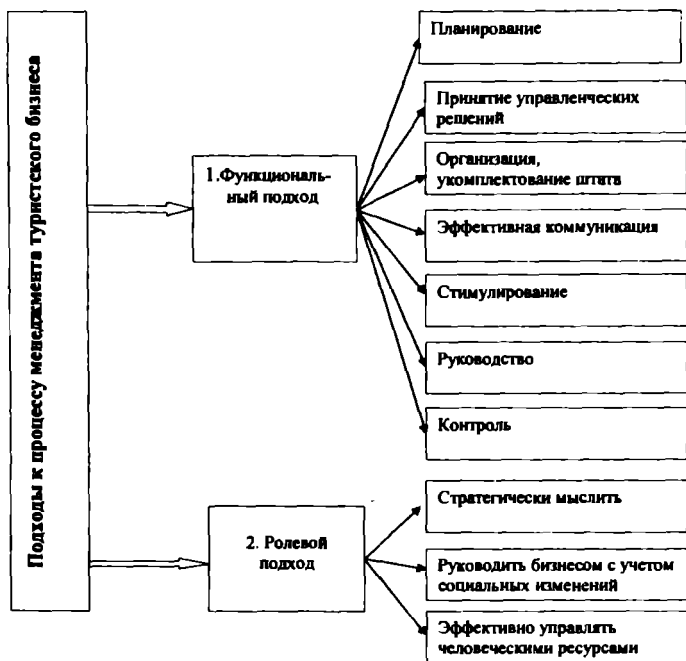 Подходы к процессу менеджмента туристского бизнеса
1.Функциональ-
ный подход
Планирование
Принятие управленческих
решений
Организация,
укомплектование штата
Эффективная коммуникация
Стимулирование
Руководство
Контроль
2. Ролевой
подход
Стратегически мыслить
Руководить бизнесом с учетом
социальных изменений
Эффективно управлять
человеческими ресурсами